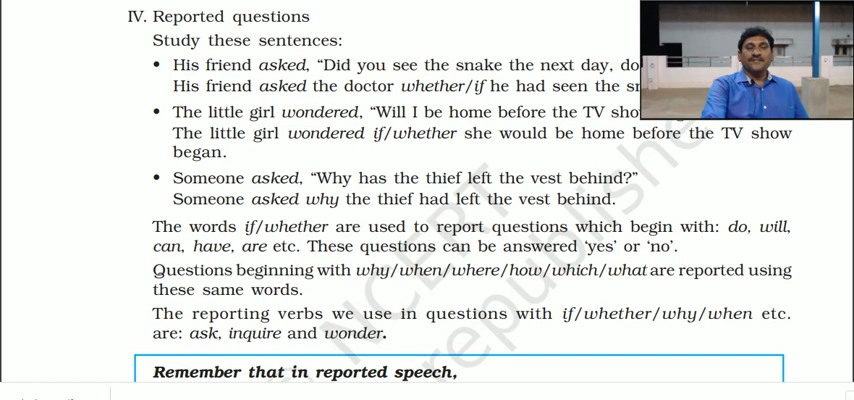 IV. Reported questions
Study these sentences:
• His friend asked, “Did you see the snake the next day,
His friend asked the doctor whether/if he had seen the
• The little girl wondered, “Will I be home before the TV
The little girl wondered if/whether she would be home before the TV show
began.
• Someone asked, “Why has the thief left the vest behind?”
Someone asked why the thief had left the vest behind.
The words if/whether are used to report questions which begin with: do, will,
can, have, are etc. These questions can be answered ‘yes’ or ‘no’.
Questions beginning with why/when/where/how/which/what are reported using
these same words.
The reporting verbs we use in questions with if/whether/why/when etc.
are: ask, inquire and wonder.
Remember that in reported speech,
© NCERT
republishe